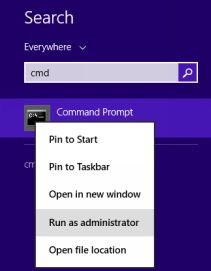 Search
Everywhere
cmd
Command Prompt
Pin to Start
Pin to Taskbar
cm
Open in new window
Run as administrator
Open file location